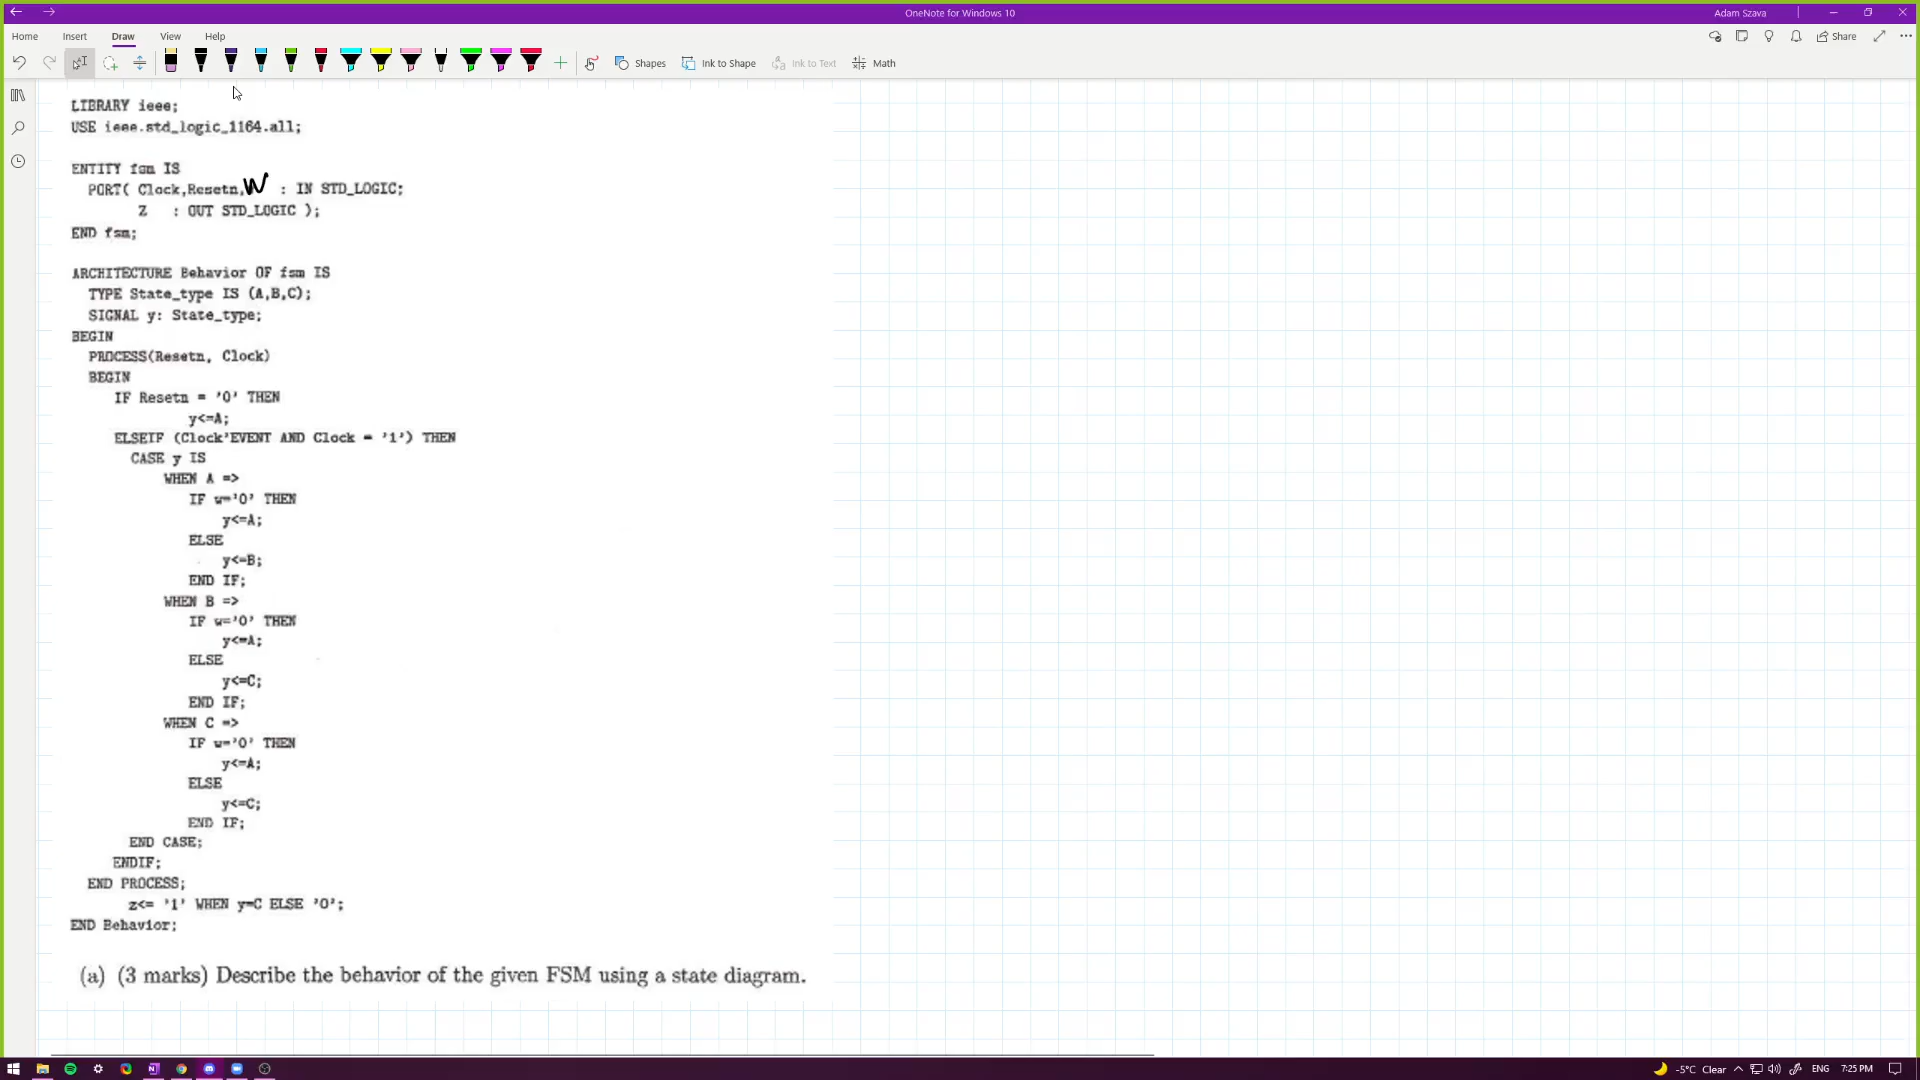 OneNote for Windows 10
Adam Szava
Home Insert Draw View Help
Share
Shapes Ink to Shape Ink to Text Math
LIBRARY ieee;
USE ieee.std_logic_1164.all;
ENTITY fsm IS
PORT( Clock,Resetn,W : IN STD_LOGIC;
Z : OUT STD_LOGIC );
END fsm;
ARCHITECTURE Behavior OF fsm IS
TYPE State_type IS (A,B,C);
SIGNAL y: State_type;
BEGIN
PROCESS(Resetn, Clock)
BEGIN
IF Resetn = '0' THEN
y<=A;
ELSEIF (Clock'EVENT AND Clock = '1') THEN
CASE y IS
WHEN A =>
IF w='0' THEN
y<=A;
ELSE
y<=B;
END IF;
WHEN B =>
IF w='0' THEN
y<=A;
ELSE
y<=C;
END IF;
WHEN C =>
IF w='0' THEN
y<=A;
ELSE
y<=C;
END IF;
END CASE;
ENDIF;
END PROCESS;
z<= '1' WHEN y=C ELSE '0';
END Behavior;
(a) (3 marks) Describe the behavior of the given FSM using a state diagram.
-5°C Clear ENG 7:25 PM